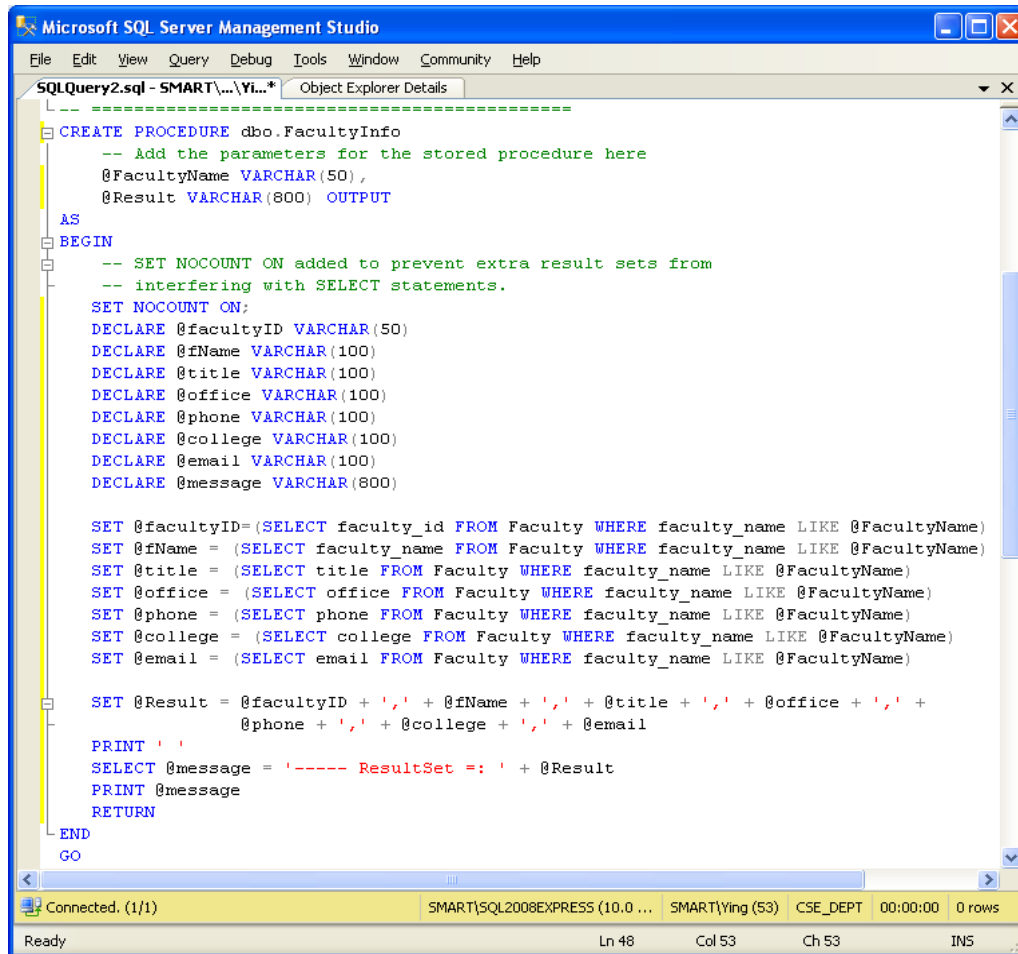 Microsoft SQL Server Management Studio
File Edit View Query Debug Tools Window Community Help
SQLQuery2.sql - SMART\...\Yi...* Object Explorer Details
-- =============================================
CREATE PROCEDURE dbo.FacultyInfo
-- Add the parameters for the stored procedure here
@FacultyName VARCHAR(50),
@Result VARCHAR(800) OUTPUT
AS
BEGIN
-- SET NOCOUNT ON added to prevent extra result sets from
-- interfering with SELECT statements.
SET NOCOUNT ON;
DECLARE @facultyID VARCHAR(50)
DECLARE @fName VARCHAR(100)
DECLARE @title VARCHAR(100)
DECLARE @office VARCHAR(100)
DECLARE @phone VARCHAR(100)
DECLARE @college VARCHAR(100)
DECLARE @email VARCHAR(100)
DECLARE @message VARCHAR(800)
SET @facultyID=(SELECT faculty_id FROM Faculty WHERE faculty_name LIKE @FacultyName)
SET @fName = (SELECT faculty_name FROM Faculty WHERE faculty_name LIKE @FacultyName)
SET @title = (SELECT title FROM Faculty WHERE faculty_name LIKE @FacultyName)
SET @office = (SELECT office FROM Faculty WHERE faculty_name LIKE @FacultyName)
SET @phone = (SELECT phone FROM Faculty WHERE faculty_name LIKE @FacultyName)
SET @college = (SELECT college FROM Faculty WHERE faculty_name LIKE @FacultyName)
SET @email = (SELECT email FROM Faculty WHERE faculty_name LIKE @FacultyName)
SET @Result = @facultyID + ',' + @fName + ',' + @title + ',' + @office + ',' +
@phone + ',' + @college + ',' + @email
PRINT ' '
SELECT @message = '----- ResultSet =: ' + @Result
PRINT @message
RETURN
END
GO
Connected. (1/1) SMART\SQL2008EXPRESS (10.0 ... SMART\Ying (53) CSE_DEPT 00:00:00 0 rows
Ready Ln 48 Col 53 Ch 53 INS